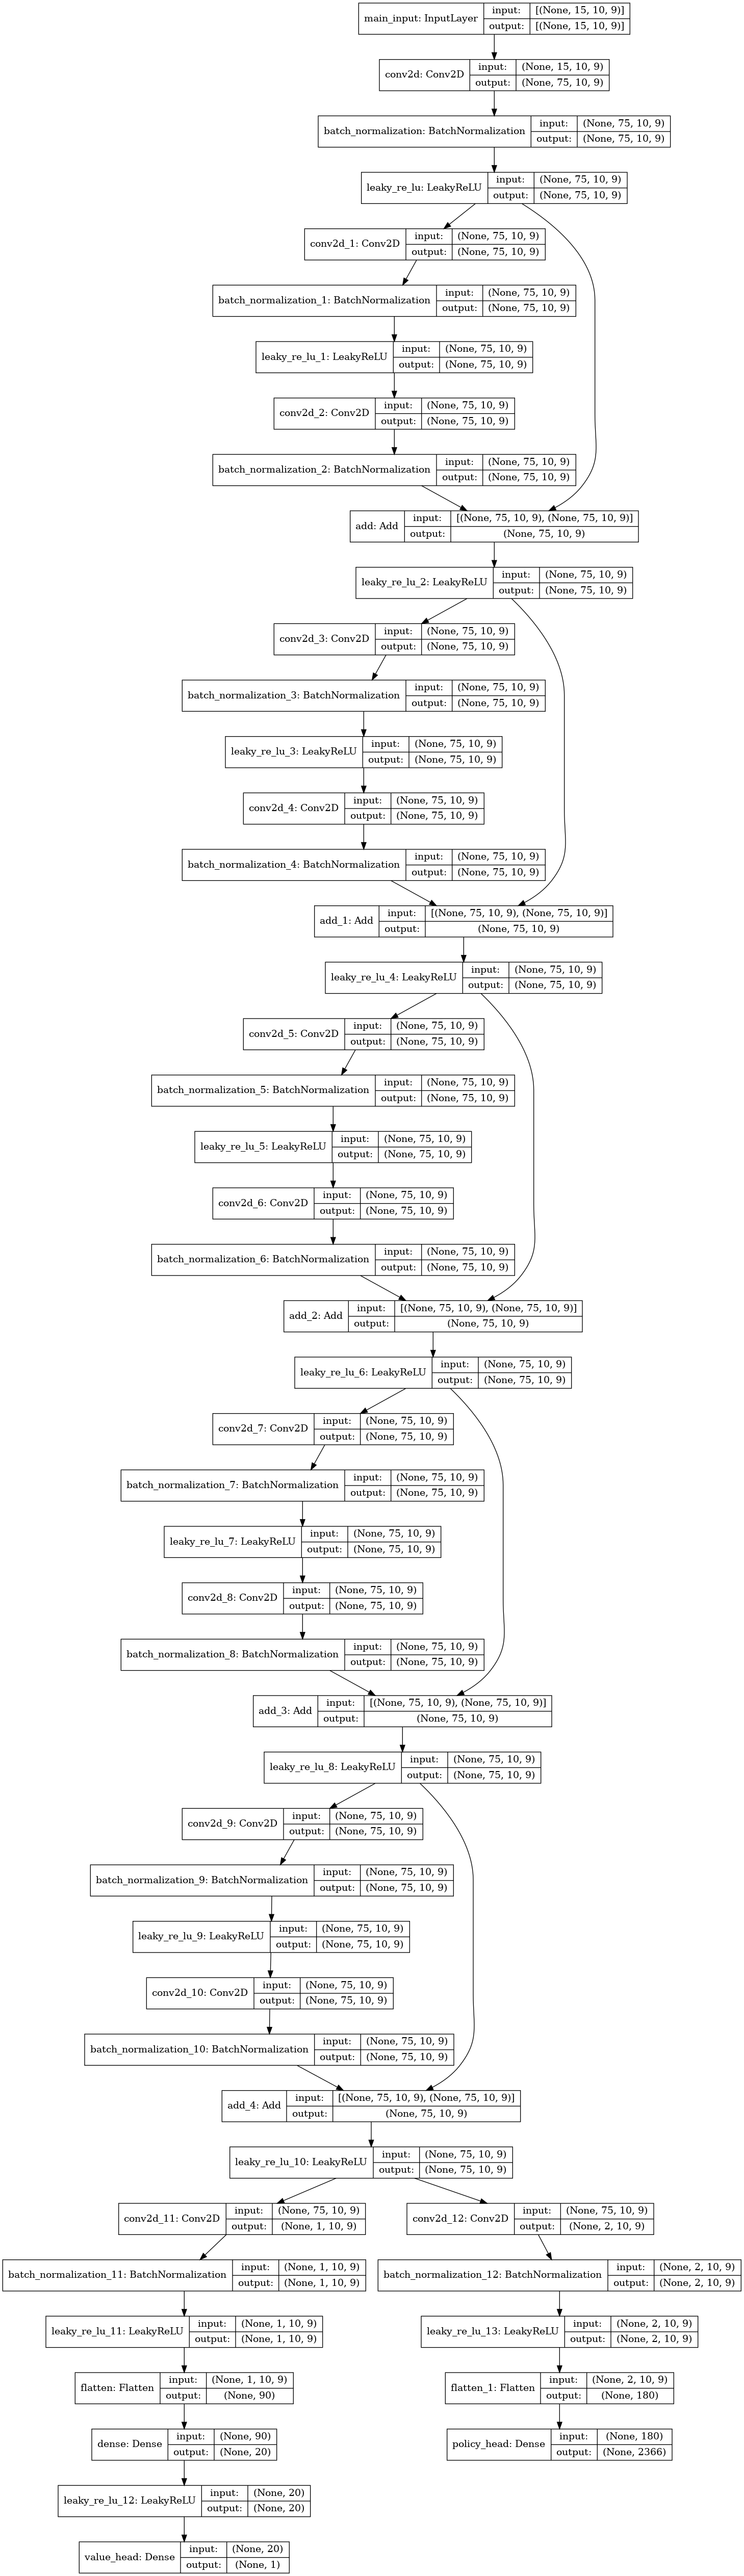 main_input: InputLayer
input: [(None, 15, 10, 9)]
output: [(None, 15, 10, 9)]
conv2d: Conv2D
input: (None, 15, 10, 9)
output: (None, 75, 10, 9)
batch_normalization: BatchNormalization
input: (None, 75, 10, 9)
output: (None, 75, 10, 9)
leaky_re_lu: LeakyReLU
input: (None, 75, 10, 9)
output: (None, 75, 10, 9)
conv2d_1: Conv2D
input: (None, 75, 10, 9)
output: (None, 75, 10, 9)
batch_normalization_1: BatchNormalization
input: (None, 75, 10, 9)
output: (None, 75, 10, 9)
leaky_re_lu_1: LeakyReLU
input: (None, 75, 10, 9)
output: (None, 75, 10, 9)
conv2d_2: Conv2D
input: (None, 75, 10, 9)
output: (None, 75, 10, 9)
batch_normalization_2: BatchNormalization
input: (None, 75, 10, 9)
output: (None, 75, 10, 9)
add: Add
input: [(None, 75, 10, 9), (None, 75, 10, 9)]
output: (None, 75, 10, 9)
leaky_re_lu_2: LeakyReLU
input: (None, 75, 10, 9)
output: (None, 75, 10, 9)
conv2d_3: Conv2D
input: (None, 75, 10, 9)
output: (None, 75, 10, 9)
batch_normalization_3: BatchNormalization
input: (None, 75, 10, 9)
output: (None, 75, 10, 9)
leaky_re_lu_3: LeakyReLU
input: (None, 75, 10, 9)
output: (None, 75, 10, 9)
conv2d_4: Conv2D
input: (None, 75, 10, 9)
output: (None, 75, 10, 9)
batch_normalization_4: BatchNormalization
input: (None, 75, 10, 9)
output: (None, 75, 10, 9)
add_1: Add
input: [(None, 75, 10, 9), (None, 75, 10, 9)]
output: (None, 75, 10, 9)
leaky_re_lu_4: LeakyReLU
input: (None, 75, 10, 9)
output: (None, 75, 10, 9)
conv2d_5: Conv2D
input: (None, 75, 10, 9)
output: (None, 75, 10, 9)
batch_normalization_5: BatchNormalization
input: (None, 75, 10, 9)
output: (None, 75, 10, 9)
leaky_re_lu_5: LeakyReLU
input: (None, 75, 10, 9)
output: (None, 75, 10, 9)
conv2d_6: Conv2D
input: (None, 75, 10, 9)
output: (None, 75, 10, 9)
batch_normalization_6: BatchNormalization
input: (None, 75, 10, 9)
output: (None, 75, 10, 9)
add_2: Add
input: [(None, 75, 10, 9), (None, 75, 10, 9)]
output: (None, 75, 10, 9)
leaky_re_lu_6: LeakyReLU
input: (None, 75, 10, 9)
output: (None, 75, 10, 9)
conv2d_7: Conv2D
input: (None, 75, 10, 9)
output: (None, 75, 10, 9)
batch_normalization_7: BatchNormalization
input: (None, 75, 10, 9)
output: (None, 75, 10, 9)
leaky_re_lu_7: LeakyReLU
input: (None, 75, 10, 9)
output: (None, 75, 10, 9)
conv2d_8: Conv2D
input: (None, 75, 10, 9)
output: (None, 75, 10, 9)
batch_normalization_8: BatchNormalization
input: (None, 75, 10, 9)
output: (None, 75, 10, 9)
add_3: Add
input: [(None, 75, 10, 9), (None, 75, 10, 9)]
output: (None, 75, 10, 9)
leaky_re_lu_8: LeakyReLU
input: (None, 75, 10, 9)
output: (None, 75, 10, 9)
conv2d_9: Conv2D
input: (None, 75, 10, 9)
output: (None, 75, 10, 9)
batch_normalization_9: BatchNormalization
input: (None, 75, 10, 9)
output: (None, 75, 10, 9)
leaky_re_lu_9: LeakyReLU
input: (None, 75, 10, 9)
output: (None, 75, 10, 9)
conv2d_10: Conv2D
input: (None, 75, 10, 9)
output: (None, 75, 10, 9)
batch_normalization_10: BatchNormalization
input: (None, 75, 10, 9)
output: (None, 75, 10, 9)
add_4: Add
input: [(None, 75, 10, 9), (None, 75, 10, 9)]
output: (None, 75, 10, 9)
leaky_re_lu_10: LeakyReLU
input: (None, 75, 10, 9)
output: (None, 75, 10, 9)
conv2d_11: Conv2D
input: (None, 75, 10, 9)
output: (None, 1, 10, 9)
conv2d_12: Conv2D
input: (None, 75, 10, 9)
output: (None, 2, 10, 9)
batch_normalization_11: BatchNormalization
input: (None, 1, 10, 9)
output: (None, 1, 10, 9)
batch_normalization_12: BatchNormalization
input: (None, 2, 10, 9)
output: (None, 2, 10, 9)
leaky_re_lu_11: LeakyReLU
input: (None, 1, 10, 9)
output: (None, 1, 10, 9)
leaky_re_lu_13: LeakyReLU
input: (None, 2, 10, 9)
output: (None, 2, 10, 9)
flatten: Flatten
input: (None, 1, 10, 9)
output: (None, 90)
flatten_1: Flatten
input: (None, 2, 10, 9)
output: (None, 180)
dense: Dense
input: (None, 90)
output: (None, 20)
policy_head: Dense
input: (None, 180)
output: (None, 2366)
leaky_re_lu_12: LeakyReLU
input: (None, 20)
output: (None, 20)
value_head: Dense
input: (None, 20)
output: (None, 1)